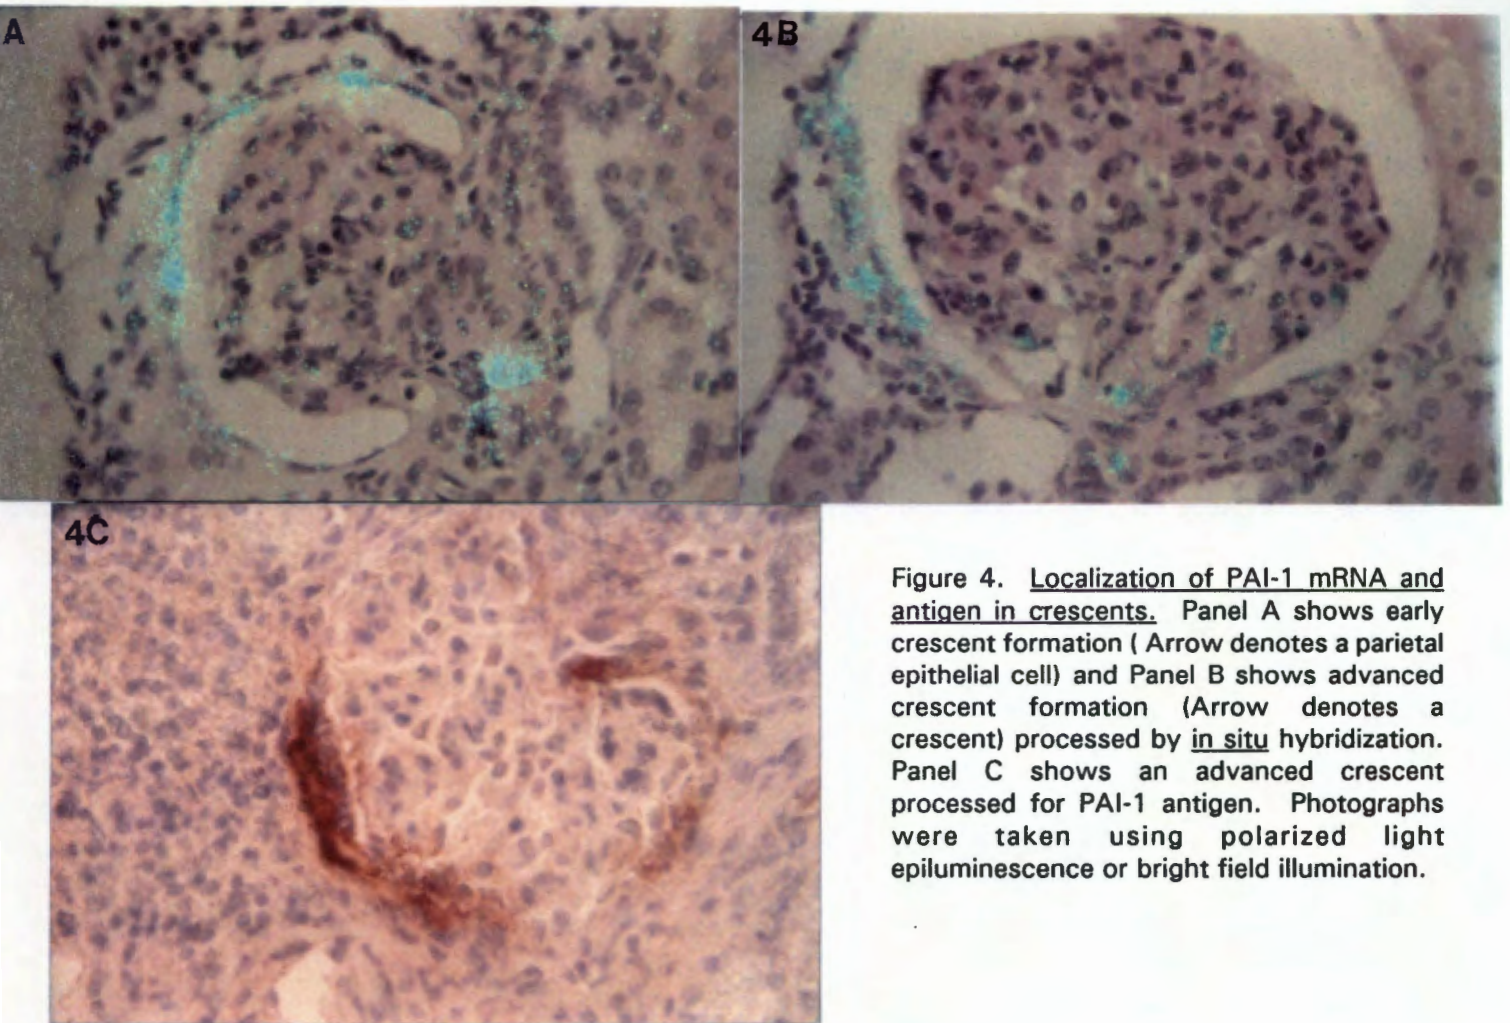 A
4B
4C
Figure 4. Localization of PAI-1 mRNA and
antigen in crescents. Panel A shows early
crescent formation ( Arrow denotes a parietal
epithelial cell) and Panel B shows advanced
crescent formation (Arrow denotes a
crescent) processed by in situ hybridization.
Panel C shows an advanced crescent
processed for PAI-1 antigen. Photographs
were taken using polarized light
epiluminescence or bright field illumination.